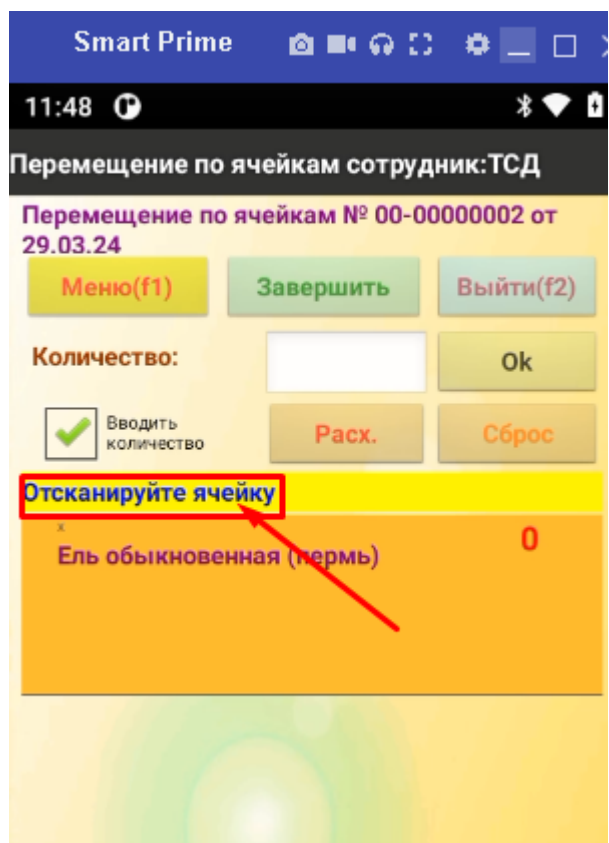 Smart Prime
11:48
Перемещение по ячейкам сотрудник:ТСД
Перемещение по ячейкам № 00-00000002 от
29.03.24
Меню(f1) Завершить Выйти(f2)
Количество: Ok
Вводить
количество
Расх. Сброс
Отсканируйте ячейку
x
Ель обыкновенная (пермь) 0